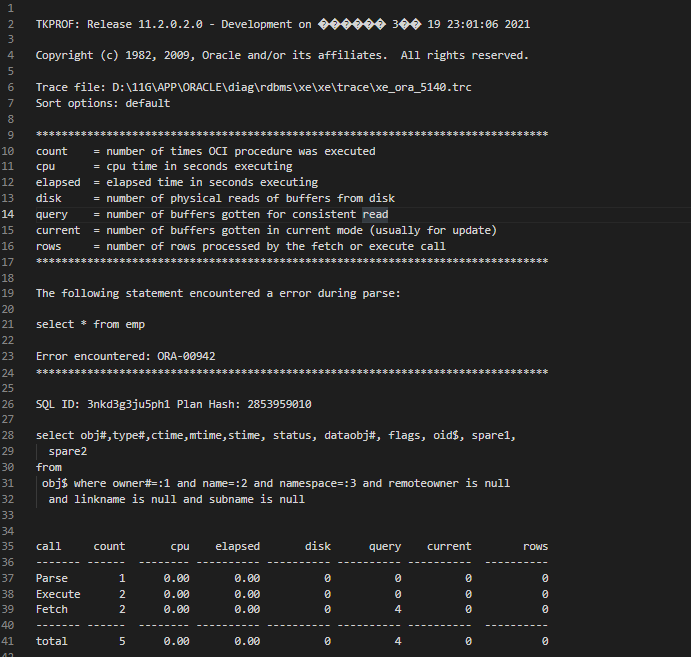 1
2 TKPROF: Release 11.2.0.2.0 - Development on ������ 3�� 19 23:01:06 2021
3
4 Copyright (c) 1982, 2009, Oracle and/or its affiliates.  All rights reserved.
5
6 Trace file: D:\11G\APP\ORACLE\diag\rdbms\xe\xe\trace\xe_ora_5140.trc
7 Sort options: default
8
9 ********************************************************************************
10 count    = number of times OCI procedure was executed
11 cpu      = cpu time in seconds executing
12 elapsed  = elapsed time in seconds executing
13 disk     = number of physical reads of buffers from disk
14 query    = number of buffers gotten for consistent read
15 current  = number of buffers gotten in current mode (usually for update)
16 rows     = number of rows processed by the fetch or execute call
17 ********************************************************************************
18
19 The following statement encountered a error during parse:
20
21 select * from emp
22
23 Error encountered: ORA-00942
24 ********************************************************************************
25
26 SQL ID: 3nkd3g3ju5ph1 Plan Hash: 2853959010
27
28 select obj#,type#,ctime,mtime,stime, status, dataobj#, flags, oid$, spare1,
29   spare2
30 from
31  obj$ where owner#=:1 and name=:2 and namespace=:3 and remoteowner is null
32   and linkname is null and subname is null
33
34
35 call     count       cpu    elapsed       disk      query    current        rows
36 ------- ------  -------- ---------- ---------- ---------- ----------  ----------
37 Parse        1      0.00       0.00          0          0          0           0
38 Execute      2      0.00       0.00          0          0          0           0
39 Fetch        2      0.00       0.00          0          4          0           0
40 ------- ------  -------- ---------- ---------- ---------- ----------  ----------
41 total        5      0.00       0.00          0          4          0           0